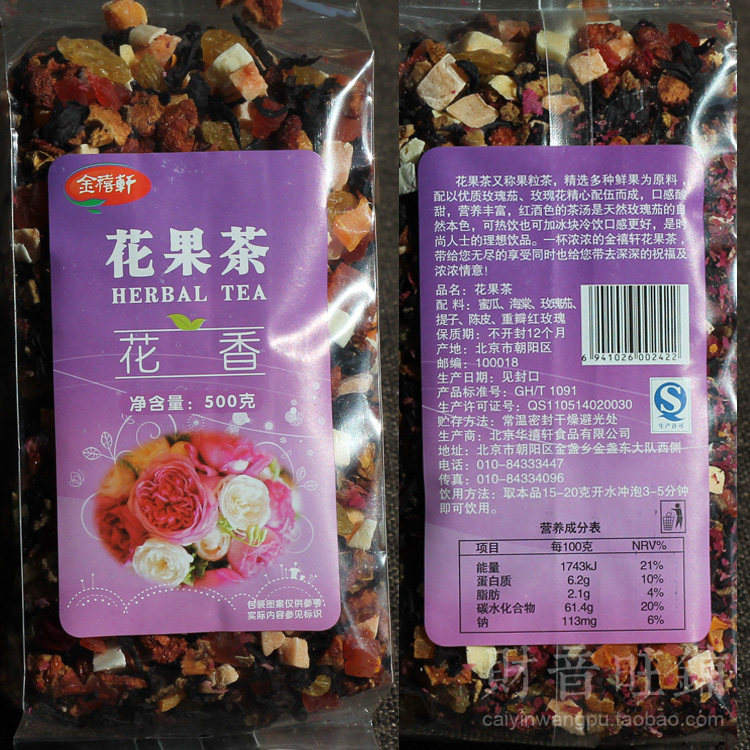 金禧軒
花果茶
HERBAL TEA
花香
净含量：500克
包装图案仅供参考
实际内容参见标识
花果茶又称果粒茶，精选多种鲜果为原料，
配以优质玫瑰茄、玫瑰花精心配伍而成，口感酸
甜，营养丰富，红酒色的茶汤是天然玫瑰茄的自
然本色，可热饮也可加冰块冷饮口感更好，是时
尚人士的理想饮品。一杯浓浓的金禧轩花果茶，
带给您无尽的享受同时也给您带去深深的祝福及
浓浓情意！
品名：花果茶
配料：蜜瓜、海棠、玫瑰茄、
提子、陈皮、重瓣红玫瑰
保质期：不开封12个月
产地：北京市朝阳区
邮编：100018
生产日期：见封口
产品标准号：GH/T 1091
生产许可证号：QS110514020030
贮存方法：常温密封干燥避光处
生产商：北京华禧轩食品有限公司
地址：北京市朝阳区金盏乡金盏东大队西侧
电话：010-84333447
传真：010-84334096
饮用方法：取本品15-20克开水冲泡3-5分钟
即可饮用。
6 941026 002422
QS
生产许可
营养成分表
项目 每100克 NRV%
能量 1743kJ 21%
蛋白质 6.2g 10%
脂肪 2.1g 4%
碳水化合物 61.4g 20%
钠 113mg 6%
財音旺鋪
caiyinwangpu.taobao.com